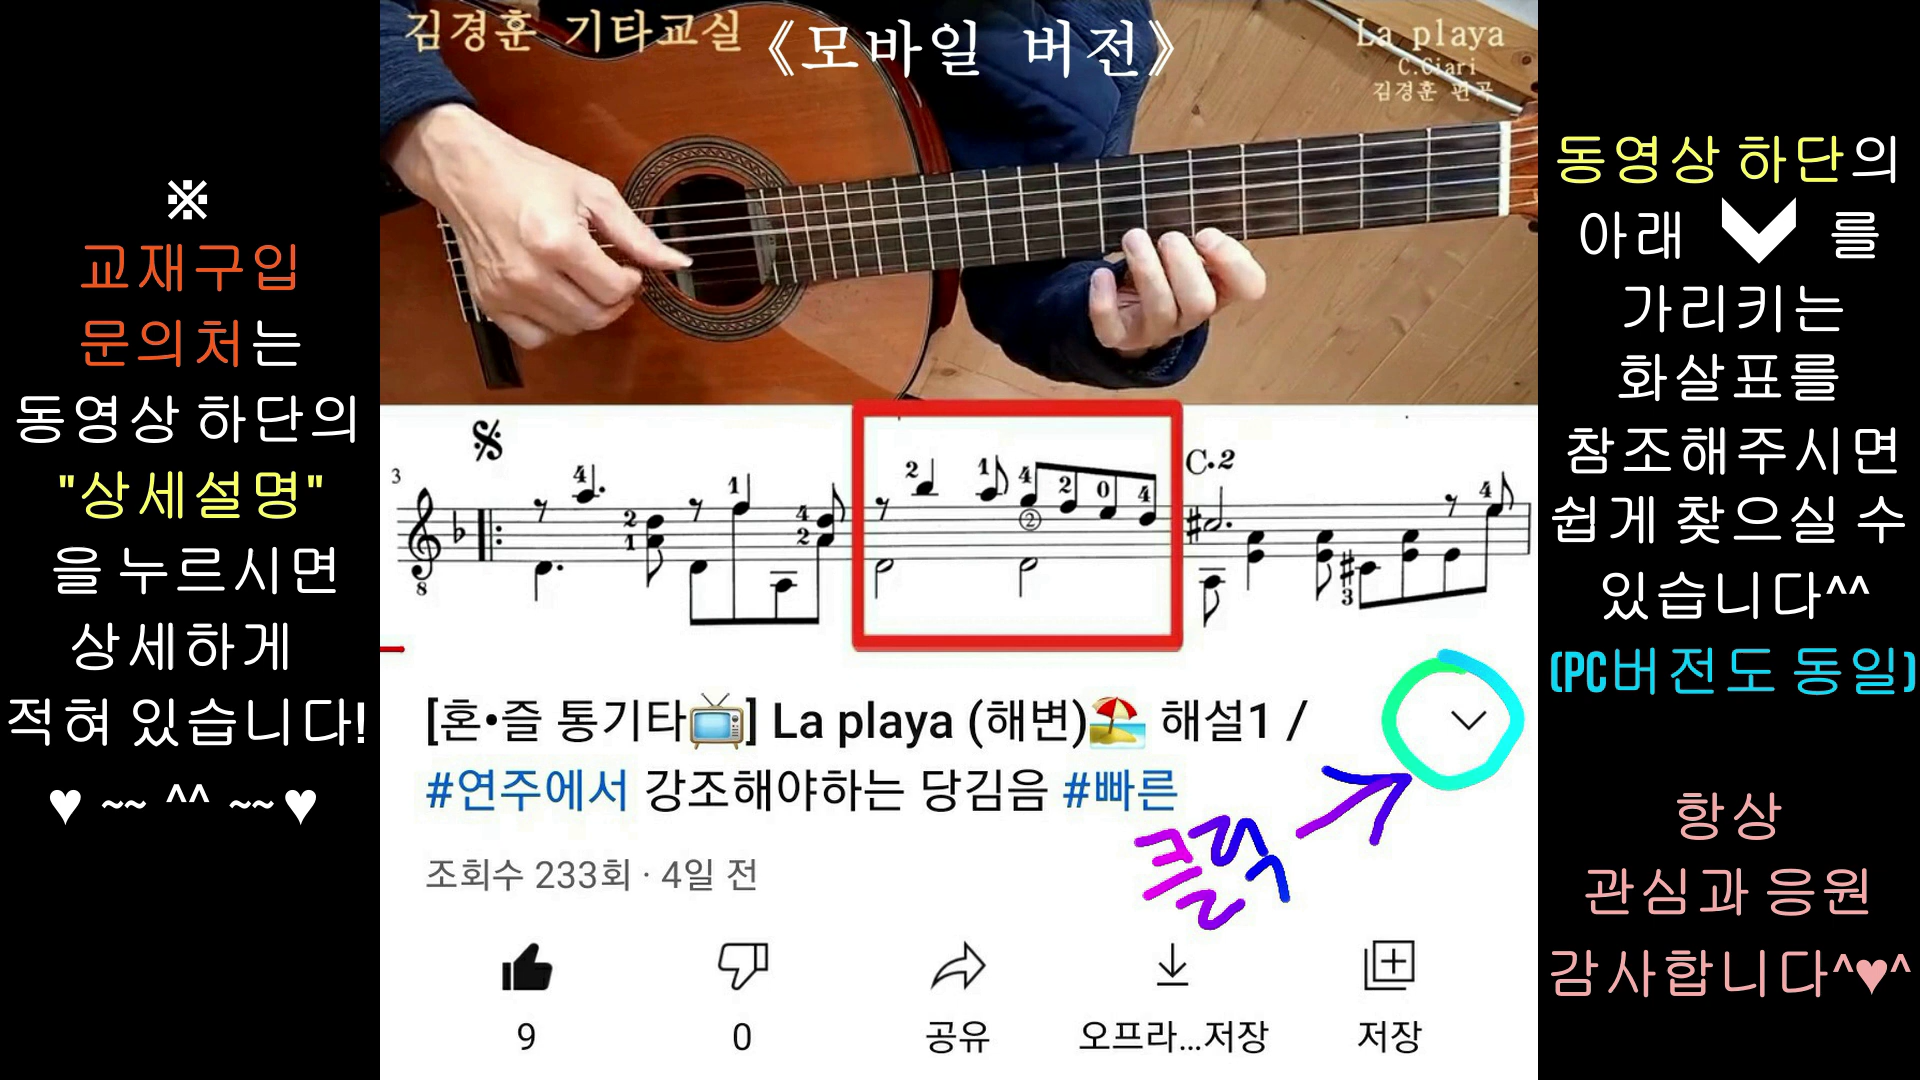 ※
교재구입
문의처는
동영상 하단의
"상세설명"
을 누르시면
상세하게
적혀 있습니다!
♥ ~~ ^^ ~~ ♥
김경훈 기타교실
《모바일 버전》
La playa
C.Ciari
김경훈 편곡
3
C.2
[혼•즐 통기타📺] La playa (해변)🏖 해설1 /
#연주에서 강조해야하는 당김음 #빠른
조회수 233회 · 4일 전
클릭
9
0
공유
오프라...저장
저장
동영상 하단의
아래 ﹀ 를
가리키는
화살표를
참조해주시면
쉽게 찾으실 수
있습니다^^
(PC버전도 동일)
항상
관심과 응원
감사합니다^♥^